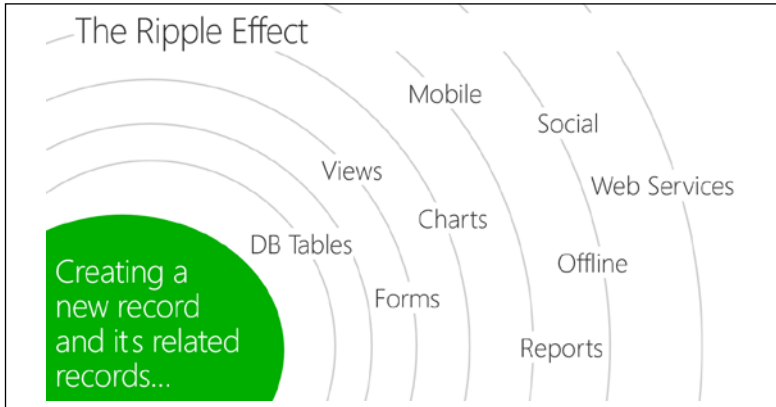 The Ripple Effect
Mobile
Social
Views
Web Services
Charts
DB Tables
Offline
Forms
Reports
Creating a
new record
and its related
records...